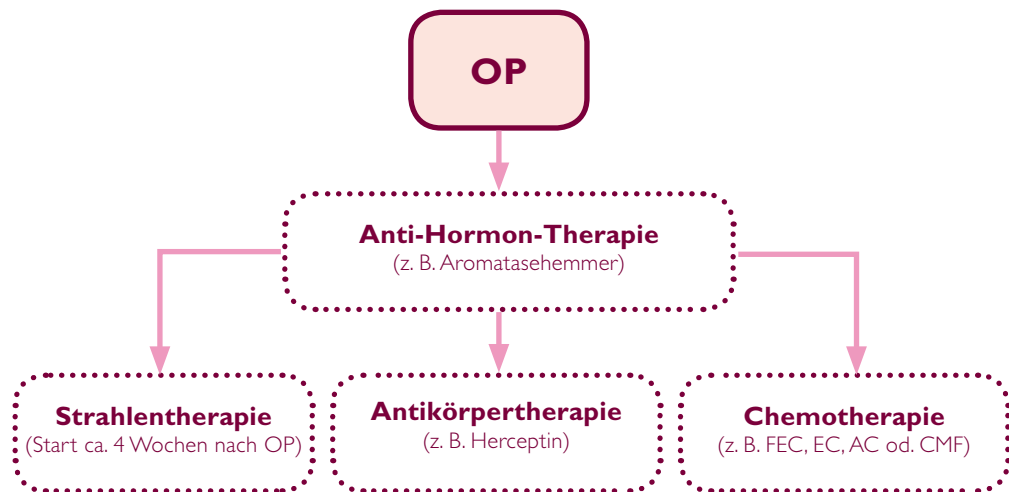 OP
Anti-Hormon-Therapie
(z. B. Aromatasehemmer)
Strahlentherapie
(Start ca. 4 Wochen nach OP)
Antikörpertherapie
(z. B. Herceptin)
Chemotherapie
(z. B. FEC, EC, AC od. CMF)